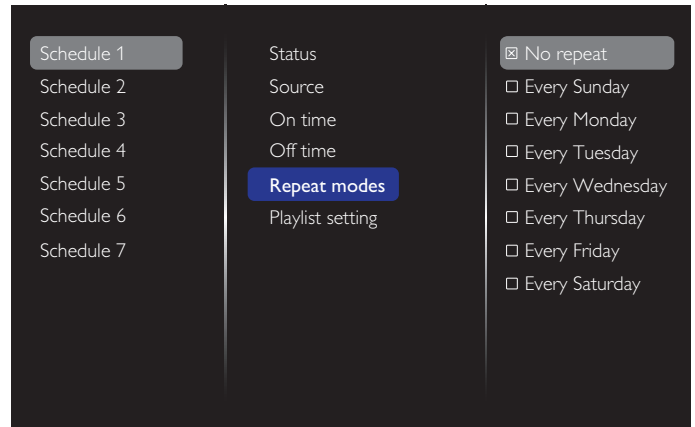 Schedule 1
Schedule 2
Schedule 3
Schedule 4
Schedule 5
Schedule 6
Schedule 7
Status
Source
On time
Off time
Repeat modes
Playlist setting
No repeat
Every Sunday
Every Monday
Every Tuesday
Every Wednesday
Every Thursday
Every Friday
Every Saturday